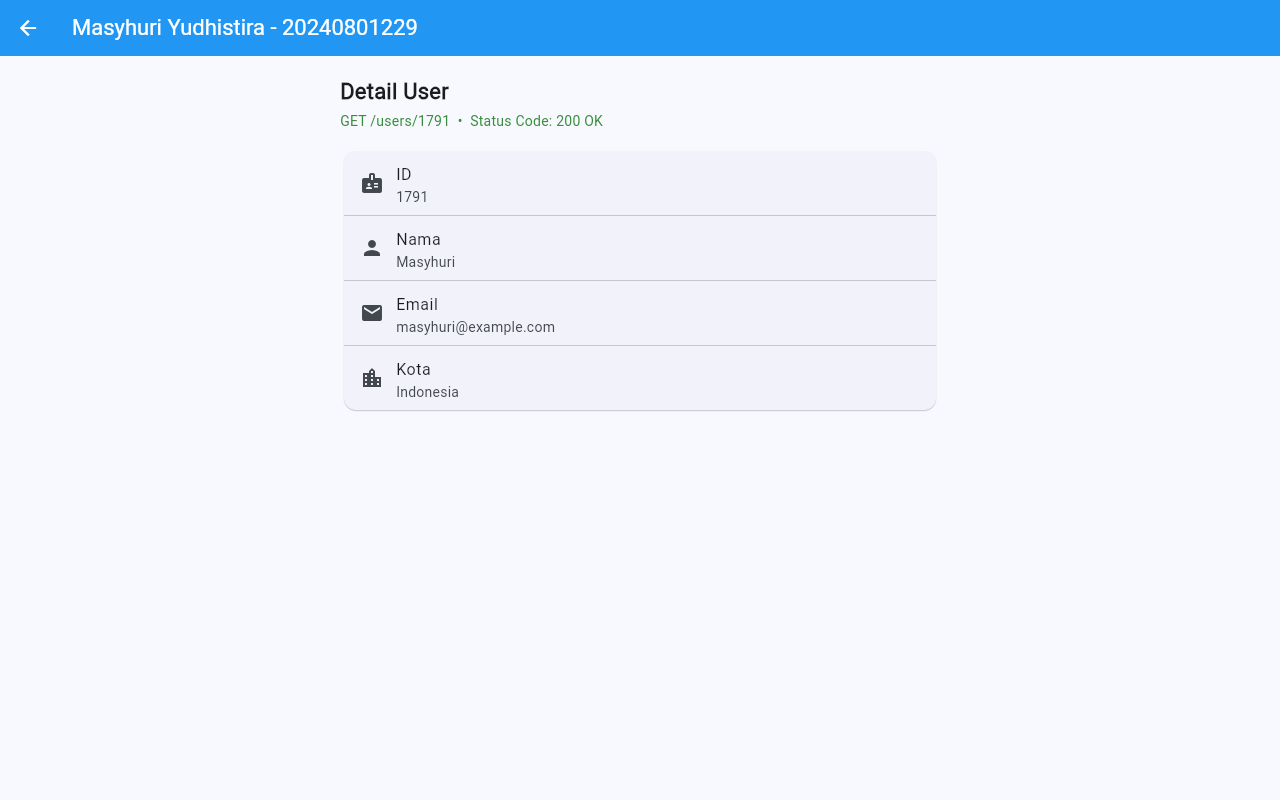 Masyhuri Yudhistira - 20240801229
Detail User
GET /users/1791 • Status Code: 200 OK
ID
1791
Nama
Masyhuri
Email
masyhuri@example.com
Kota
Indonesia